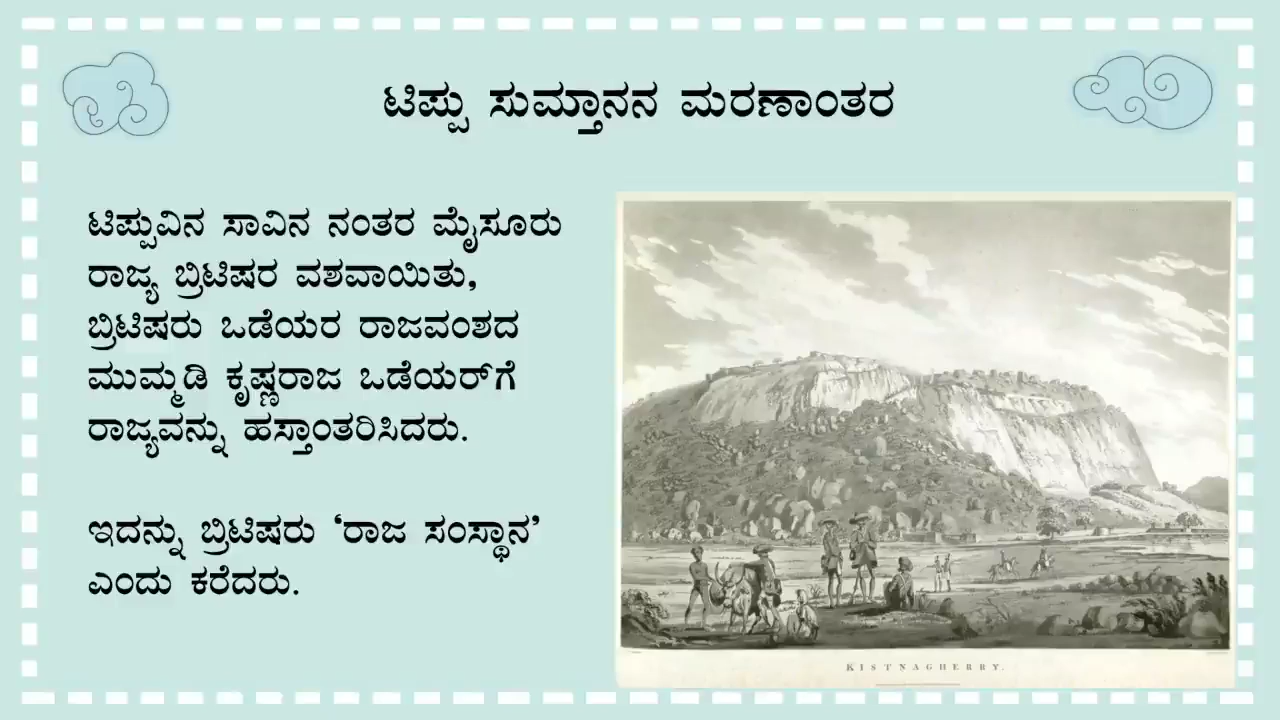 ಟಿಪ್ಪು ಸುಮ್ತಾನನ ಮರಣಾಂತರ
ಟಿಪ್ಪುವಿನ ಸಾವಿನ ನಂತರ ಮೈಸೂರು
ರಾಜ್ಯ ಬ್ರಿಟಿಷರ ವಶವಾಯಿತು,
ಬ್ರಿಟಿಷರು ಒಡೆಯರ ರಾಜವಂಶದ
ಮುಮ್ಮಡಿ ಕೃಷ್ಣರಾಜ ಒಡೆಯರ್‌ಗೆ
ರಾಜ್ಯವನ್ನು ಹಸ್ತಾಂತರಿಸಿದರು.
ಇದನ್ನು ಬ್ರಿಟಿಷರು ‘ರಾಜ ಸಂಸ್ಥಾನ’
ಎಂದು ಕರೆದರು.
KISTNAGHERRY.